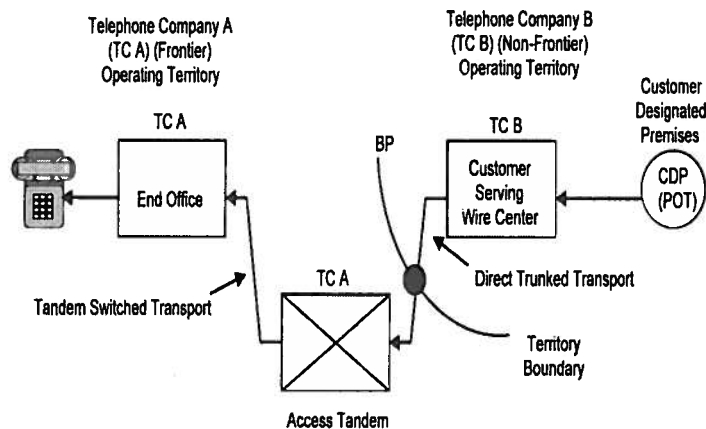 Telephone Company A
(TC A) (Frontier)
Operating Territory
Telephone Company B
(TC B) (Non-Frontier)
Operating Territory
Customer
Designated
Premises
TC A
BP
TC B
End Office
Customer
Serving
Wire Center
CDP
(POT)
Tandem Switched Transport
TC A
Direct Trunked Transport
Territory
Boundary
Access Tandem